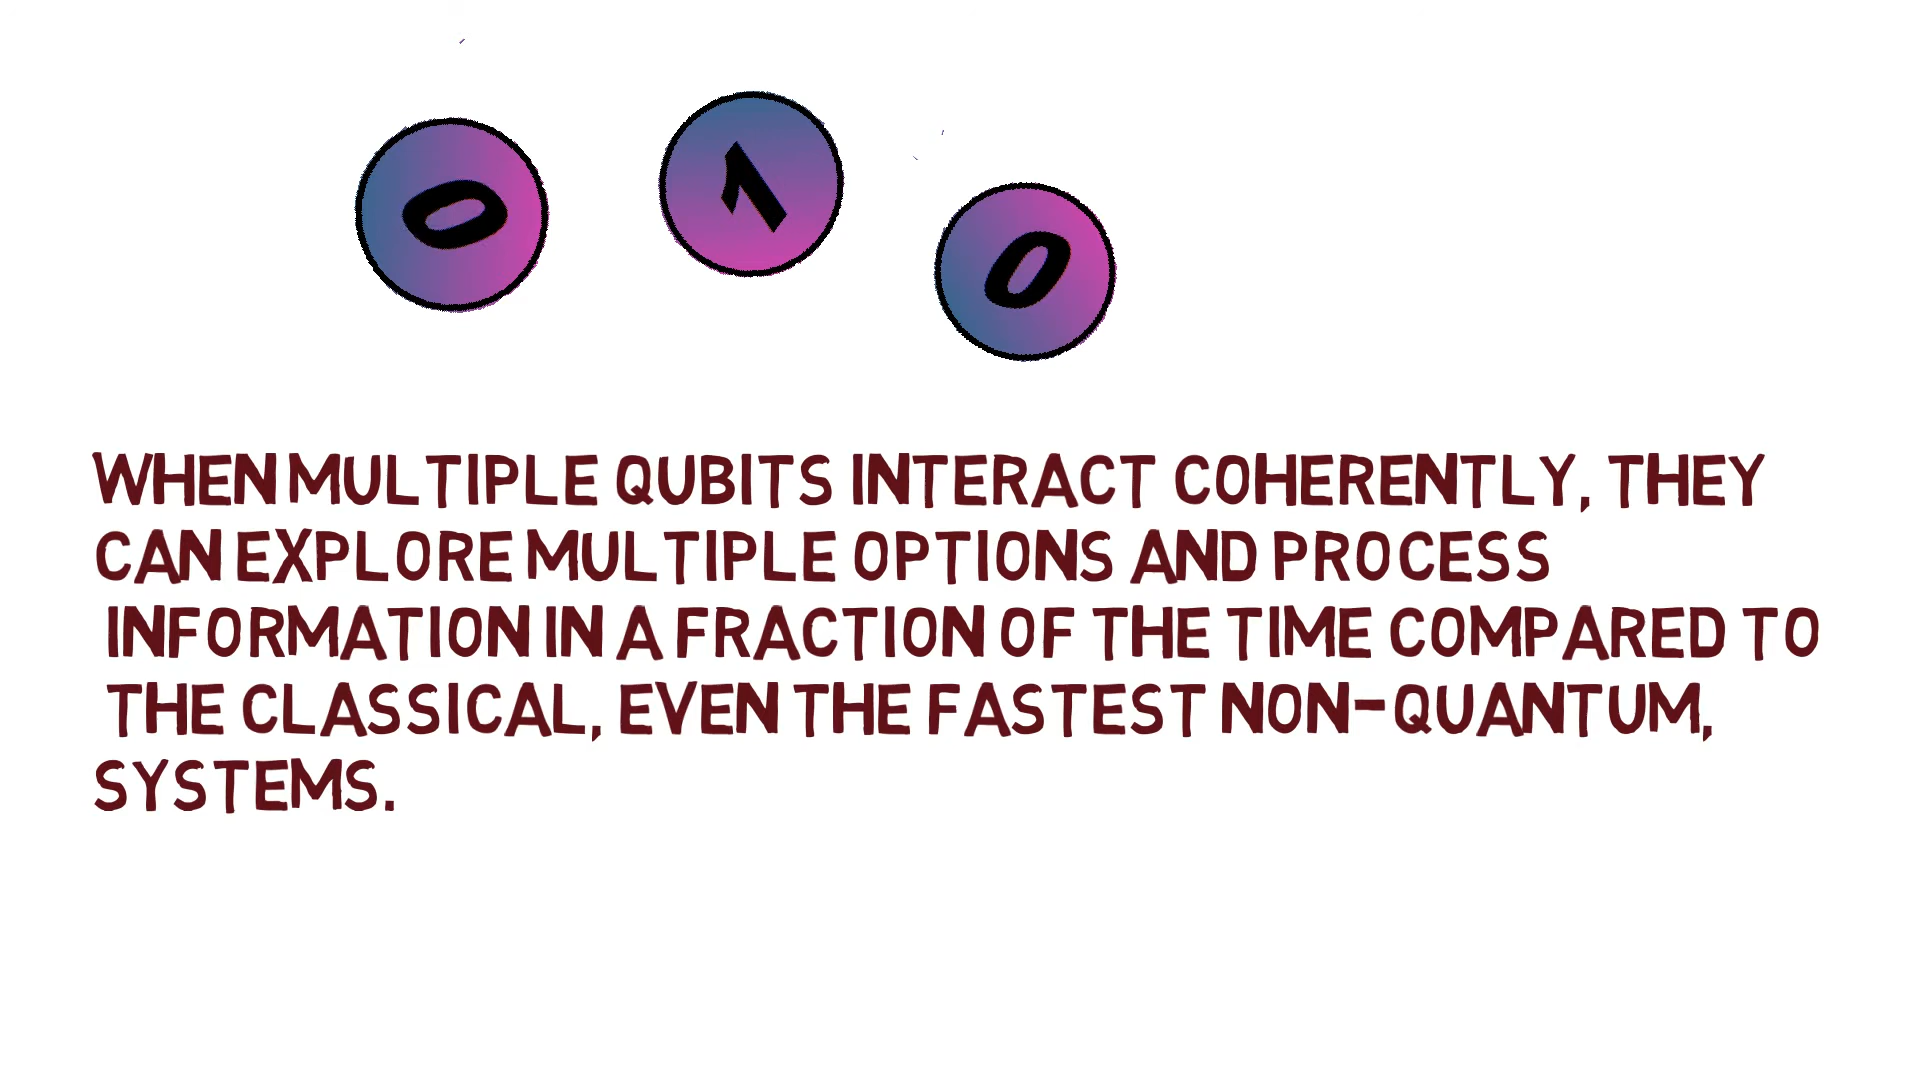 0 1 0
WHEN MULTIPLE QUBITS INTERACT COHERENTLY, THEY
CAN EXPLORE MULTIPLE OPTIONS AND PROCESS
INFORMATION IN A FRACTION OF THE TIME COMPARED TO
THE CLASSICAL, EVEN THE FASTEST NON-QUANTUM,
SYSTEMS.